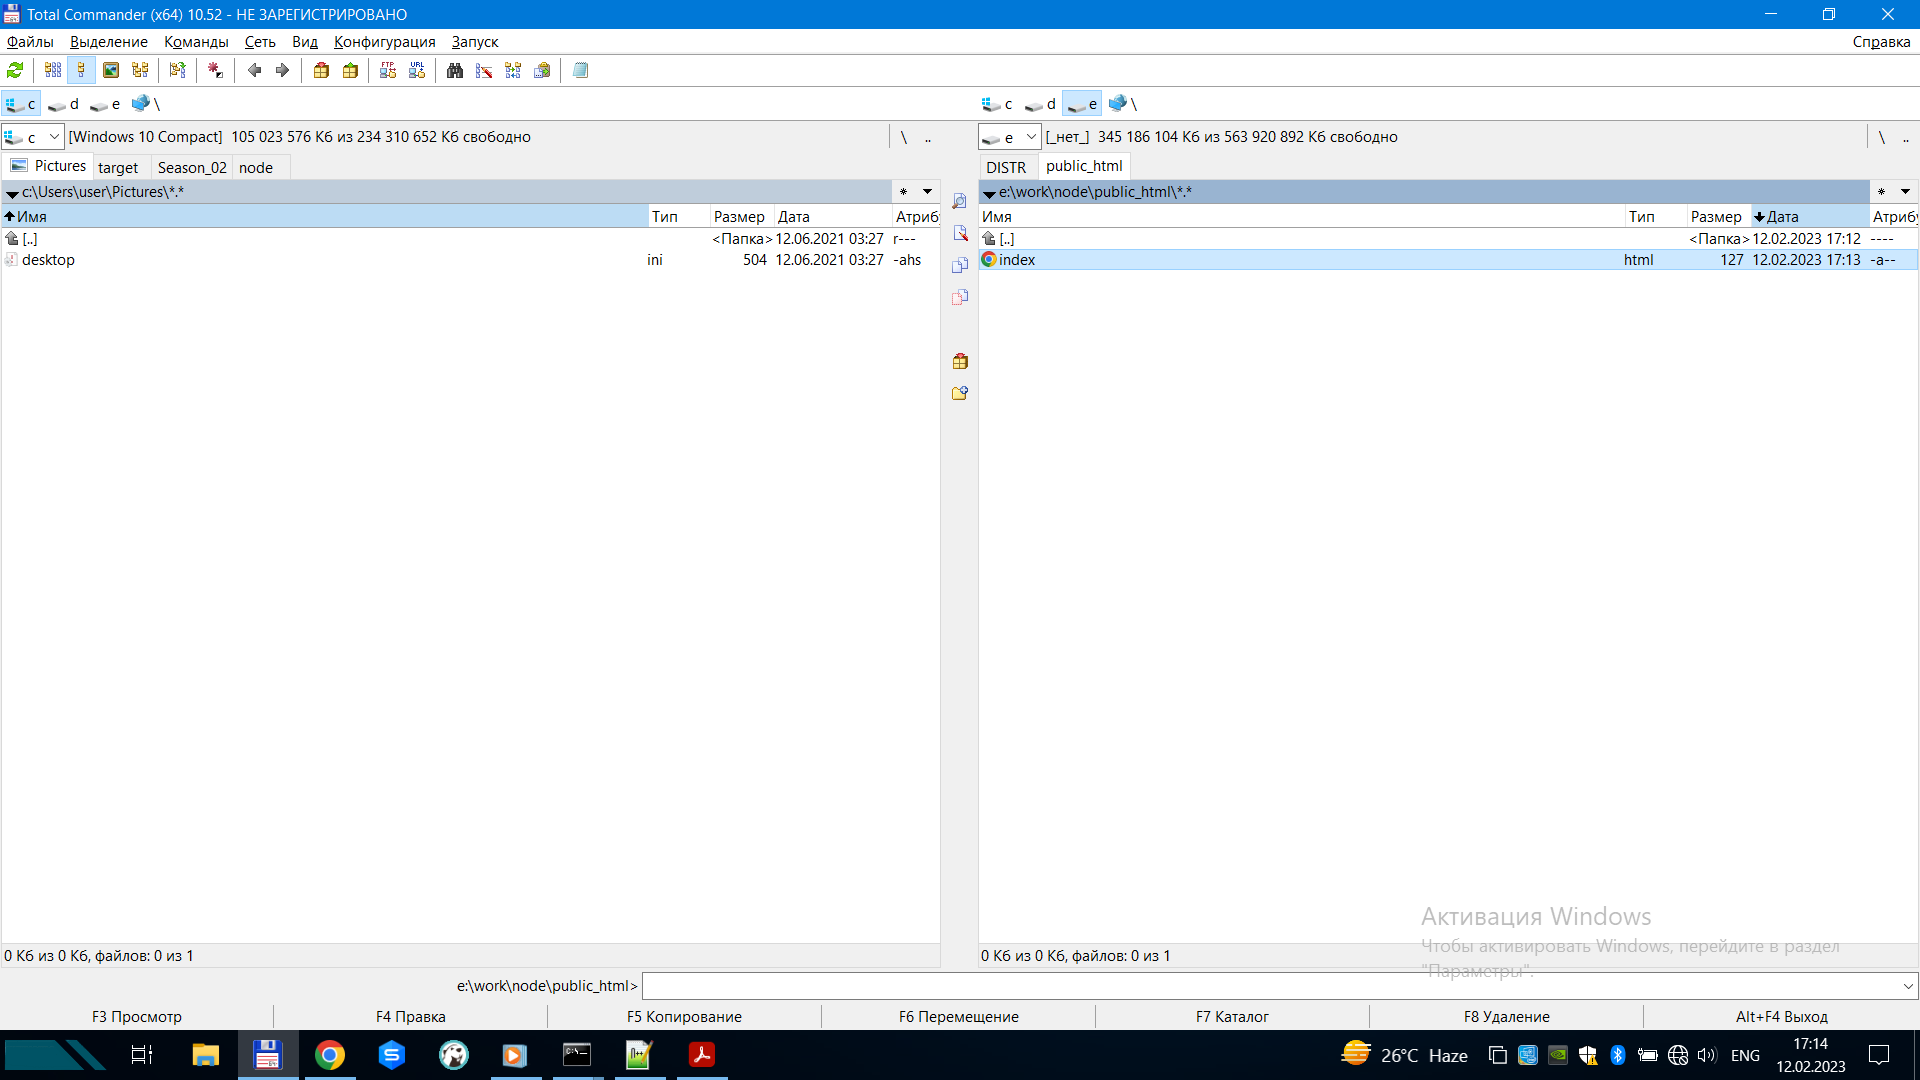 Total Commander (x64) 10.52 - НЕ ЗАРЕГИСТРИРОВАНО
Файлы Выделение Команды Сеть Вид Конфигурация Запуск Справка
FTP URL
c d e \ c d e \
c [Windows 10 Compact] 105 023 576 Кб из 234 310 652 Кб свободно \ .. e [_нет_] 345 186 104 Кб из 563 920 892 Кб свободно \ ..
Pictures target Season_02 node DISTR public_html
c:\Users\user\Pictures\*.* * e:\work\node\public_html\*.* *
Имя Тип Размер Дата Атрибу Имя Тип Размер Дата Атрибу
[..] <Папка> 12.06.2021 03:27 r--- [..] <Папка> 12.02.2023 17:12 ----
desktop ini 504 12.06.2021 03:27 -ahs index html 127 12.02.2023 17:13 -a--
Активация Windows
Чтобы активировать Windows, перейдите в раздел
"Параметры".
0 Кб из 0 Кб, файлов: 0 из 1 0 Кб из 0 Кб, файлов: 0 из 1
e:\work\node\public_html>
F3 Просмотр F4 Правка F5 Копирование F6 Перемещение F7 Каталог F8 Удаление Alt+F4 Выход
26°C Haze ENG 17:14
12.02.2023